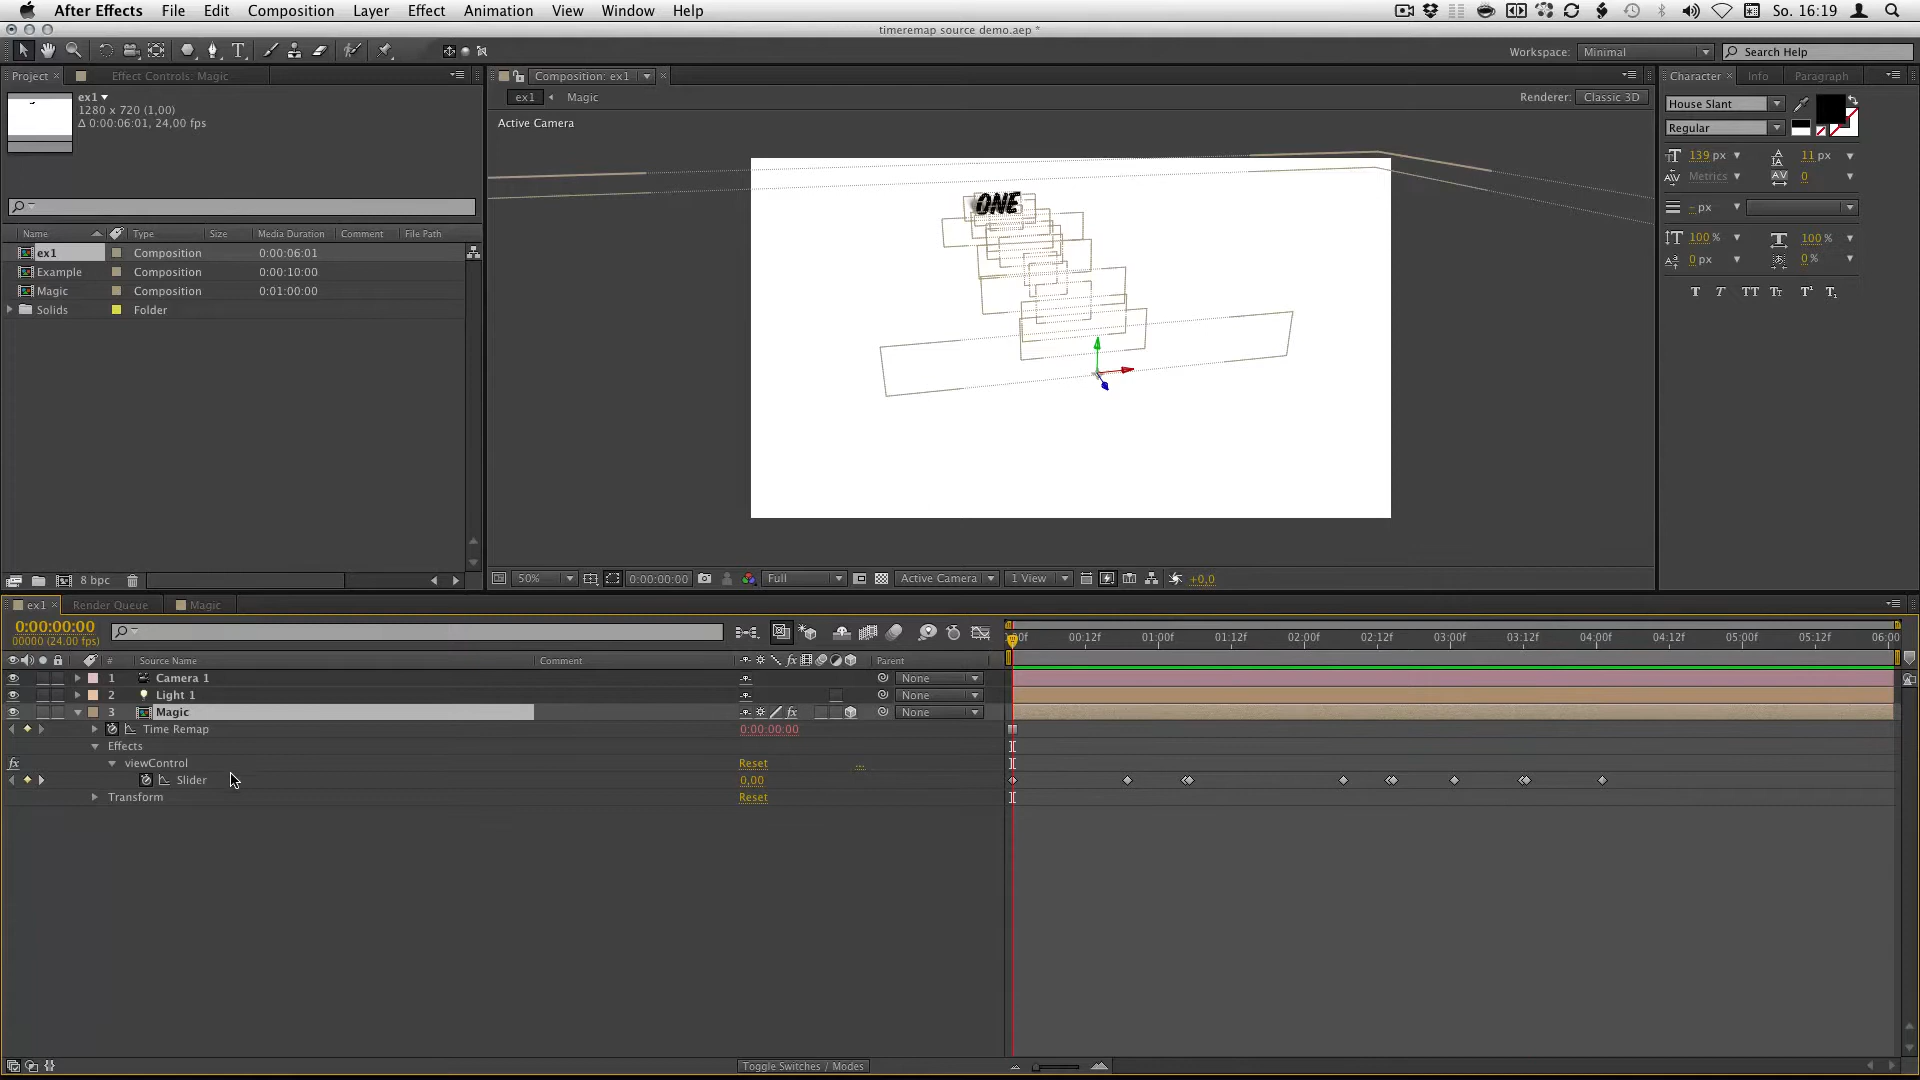 After Effects File Edit Composition Layer Effect Animation View Window Help So. 16:19
timeremap source demo.aep *
T Workspace: Minimal Search Help
Project Effect Controls: Magic Composition: ex1 Character Info Paragraph
ex1
1280 x 720 (1,00)
Δ 0:00:06:01, 24,00 fps
ex1 Magic Renderer: Classic 3D
House Slant
Active Camera
Regular
139 px 11 px
Metrics 0
- px
100 % 100 %
0 px 0 %
T T TT Tt T¹ T₁
ONE
Name Type Size Media Duration Comment File Path
ex1 Composition 0:00:06:01
Example Composition 0:00:10:00
Magic Composition 0:01:00:00
Solids Folder
8 bpc 50% 0:00:00:00 Full Active Camera 1 View +0,0
ex1 Render Queue Magic
0:00:00:00
00000 (24.00 fps)
:00f 00:12f 01:00f 01:12f 02:00f 02:12f 03:00f 03:12f 04:00f 04:12f 05:00f 05:12f 06:00
# Source Name Comment fx Parent
1 Camera 1 None
2 Light 1 None
3 Magic fx None
Time Remap 0:00:00:00
Effects
fx viewControl Reset ...
Slider 0,00
Transform Reset
Toggle Switches / Modes